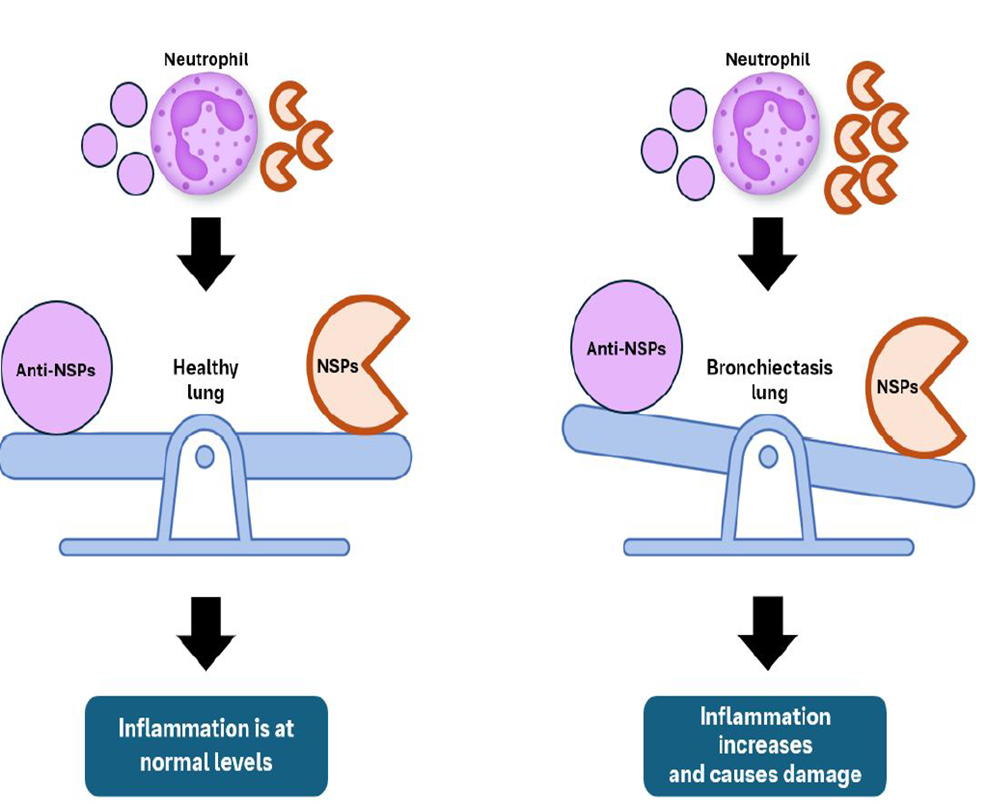 Neutrophil
Anti-NSPs
Healthy
lung
NSPs
Inflammation is at
normal levels
Neutrophil
Anti-NSPs
Bronchiectasis
lung
NSPs
Inflammation
increases
and causes damage